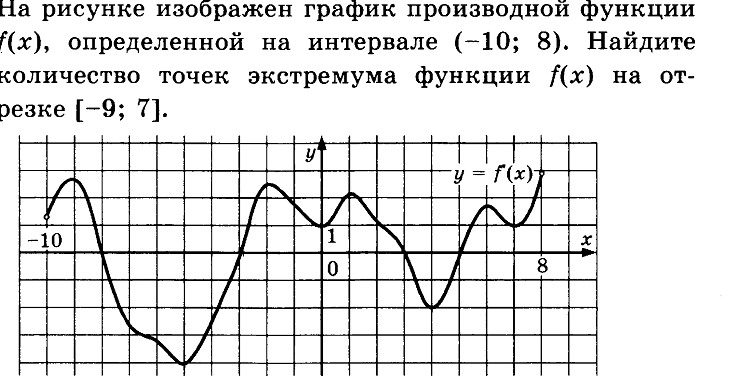 На рисунке изображен график производной функции
f(x), определенной на интервале (−10; 8). Найдите
количество точек экстремума функции f(x) на от-
резке [−9; 7].
y
y = f′(x)
−10
1
x
0
8